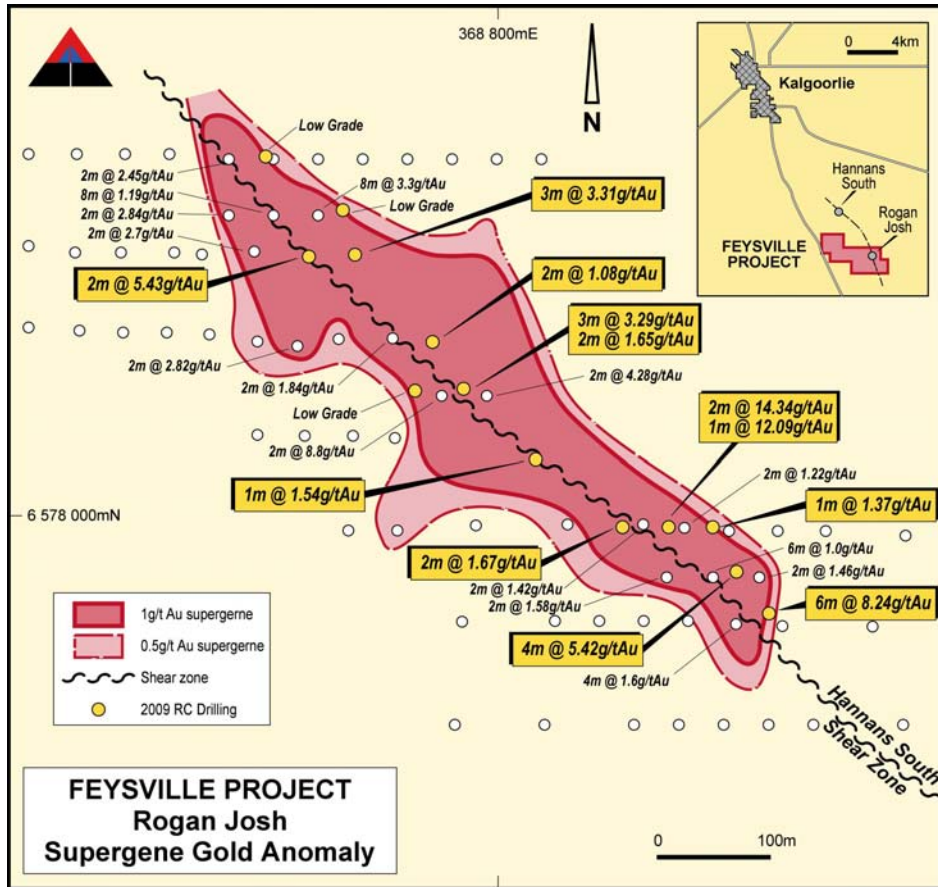 368 800mE
0 4km
Kalgoorlie
N
Hannans
South
Rogan
Josh
FEYSVILLE
PROJECT
Low Grade
2m @ 2.45g/tAu
8m @ 1.19g/tAu
2m @ 2.84g/tAu
2m @ 2.7g/tAu
8m @ 3.3g/tAu
Low Grade
3m @ 3.31g/tAu
2m @ 5.43g/tAu
2m @ 1.08g/tAu
3m @ 3.29g/tAu
2m @ 1.65g/tAu
2m @ 2.82g/tAu
2m @ 1.84g/tAu
2m @ 4.28g/tAu
Low Grade
2m @ 8.8g/tAu
2m @ 14.34g/tAu
1m @ 12.09g/tAu
2m @ 1.22g/tAu
1m @ 1.54g/tAu
1m @ 1.37g/tAu
6 578 000mN
6m @ 1.0g/tAu
2m @ 1.67g/tAu
2m @ 1.46g/tAu
2m @ 1.42g/tAu
2m @ 1.58g/tAu
6m @ 8.24g/tAu
4m @ 5.42g/tAu
4m @ 1.6g/tAu
1g/t Au supergerne
0.5g/t Au supergerne
Shear zone
2009 RC Drilling
Hannans South
Shear Zone
FEYSVILLE PROJECT
Rogan Josh
Supergene Gold Anomaly
0 100m